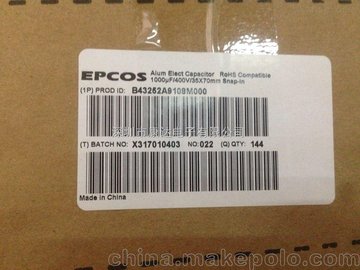 EPCOS Alum Elect Capacitor RoHS Compatible
1000µF/400V/35X70mm Snap-In
(1P) PROD ID: B43252A9109M000
(T) BATCH NO: X317010403 NO: 022 (Q) QTY: 144
Made in China
china.makepolo.com